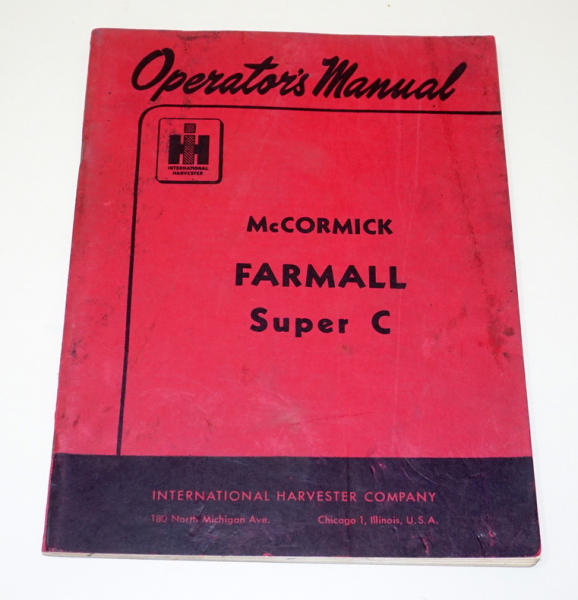 Operator's Manual
IH
INTERNATIONAL
HARVESTER
McCORMICK
FARMALL
Super C
INTERNATIONAL HARVESTER COMPANY
180 North Michigan Ave. Chicago 1, Illinois, U.S.A.